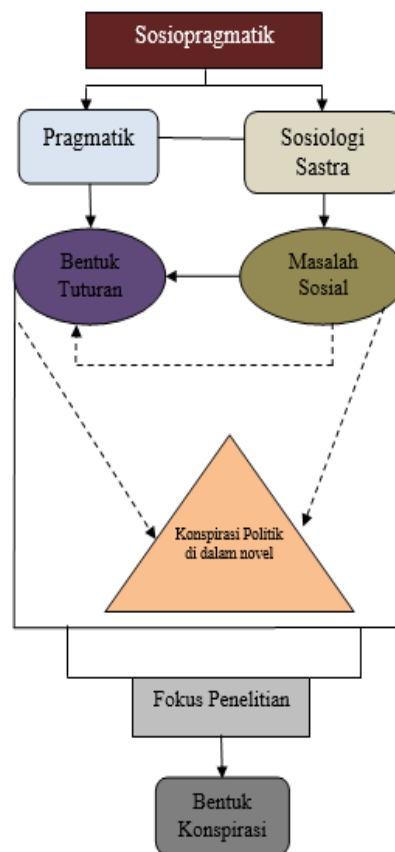 Sosiopragmatik
Pragmatik
Sosiologi
Sastra
Bentuk
Tuturan
Masalah
Sosial
Konspirasi Politik
di dalam novel
Fokus Penelitian
Bentuk
Konspirasi